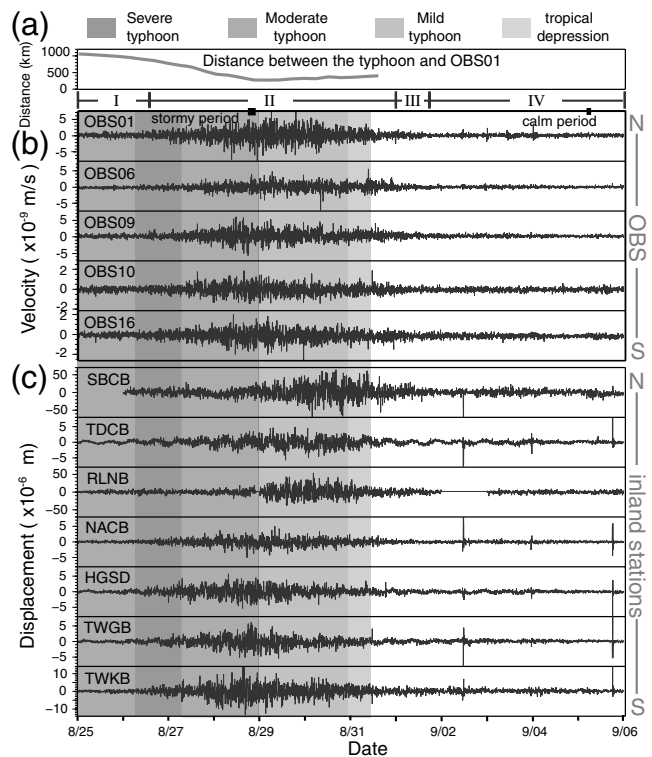 (a)
Severe typhoon
Moderate typhoon
Mild typhoon
tropical depression
Distance (km)
1000
500
0
Distance between the typhoon and OBS01
I
II
III
IV
(b)
Velocity ( x10⁻⁹ m/s )
stormy period
calm period
OBS01
5
0
-5
OBS06
5
0
-5
OBS09
5
0
-5
OBS10
2
0
-2
OBS16
2
0
-2
N
OBS
S
(c)
Displacement ( x10⁻⁶ m)
SBCB
50
0
-50
TDCB
5
0
-5
RLNB
50
0
-50
NACB
5
0
-5
HGSD
5
0
-5
TWGB
5
0
-5
TWKB
10
0
-10
N
inland stations
S
8/25
8/27
8/29
8/31
9/02
9/04
9/06
Date